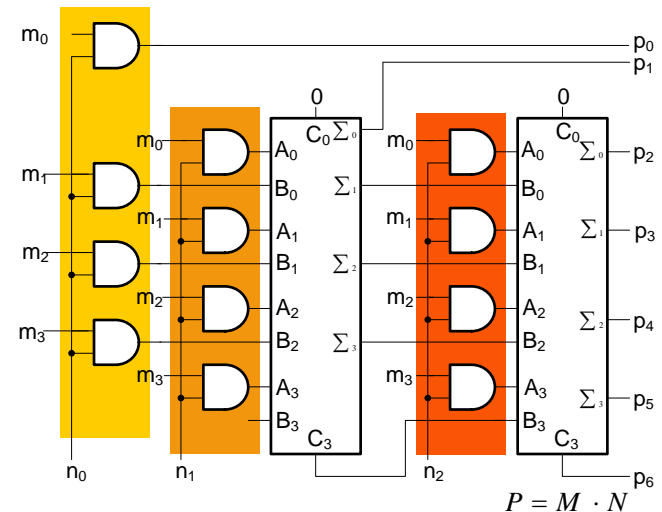 m₀ p₀
p₁
0 0
C₀ Σ₀ C₀
m₀ A₀ m₀ A₀ Σ₀ p₂
m₁ B₀ Σ₁ B₀
m₁ A₁ m₁ A₁ Σ₁ p₃
m₂ B₁ Σ₂ B₁
m₂ A₂ m₂ A₂ Σ₂ p₄
m₃ B₂ Σ₃ B₂
m₃ A₃ m₃ A₃ Σ₃ p₅
B₃ B₃
C₃ C₃
n₀ n₁ n₂ p₆
P = M · N